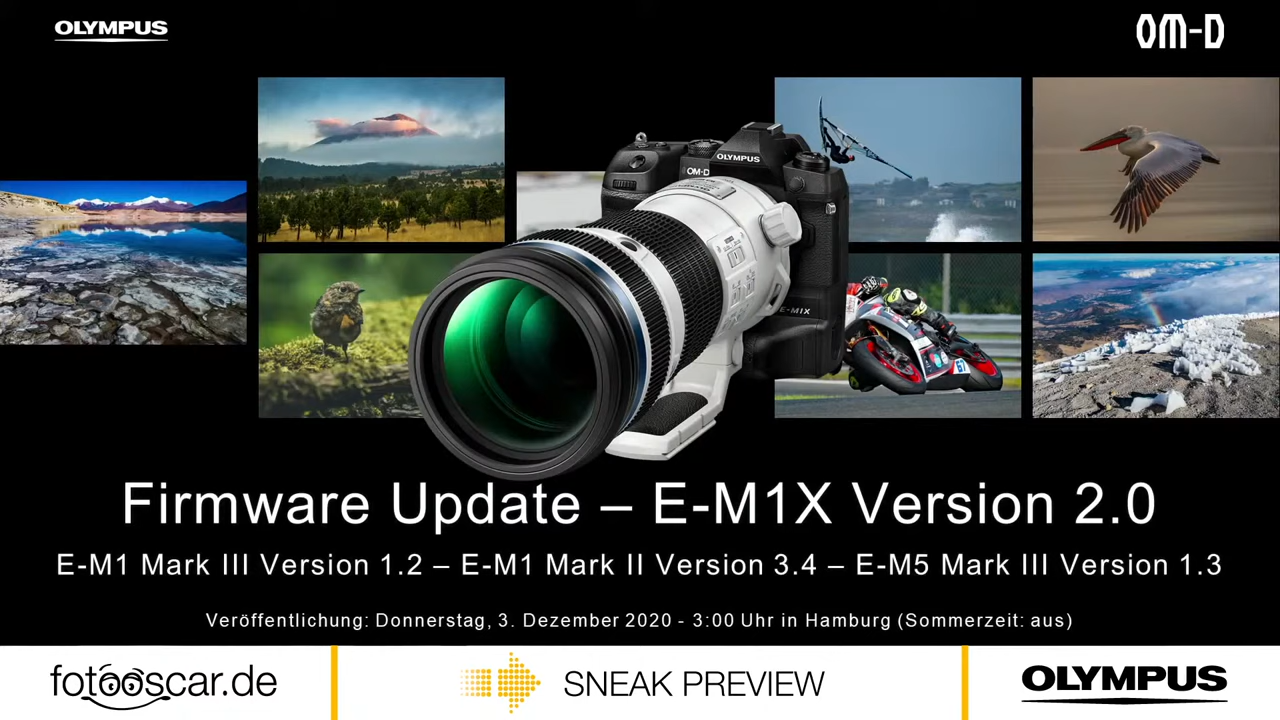 OLYMPUS
OM-D
OLYMPUS
OM-D
E-M1X
Firmware Update – E-M1X Version 2.0
E-M1 Mark III Version 1.2 – E-M1 Mark II Version 3.4 – E-M5 Mark III Version 1.3
Veröffentlichung: Donnerstag, 3. Dezember 2020 - 3:00 Uhr in Hamburg (Sommerzeit: aus)
fotooscar.de
SNEAK PREVIEW
OLYMPUS